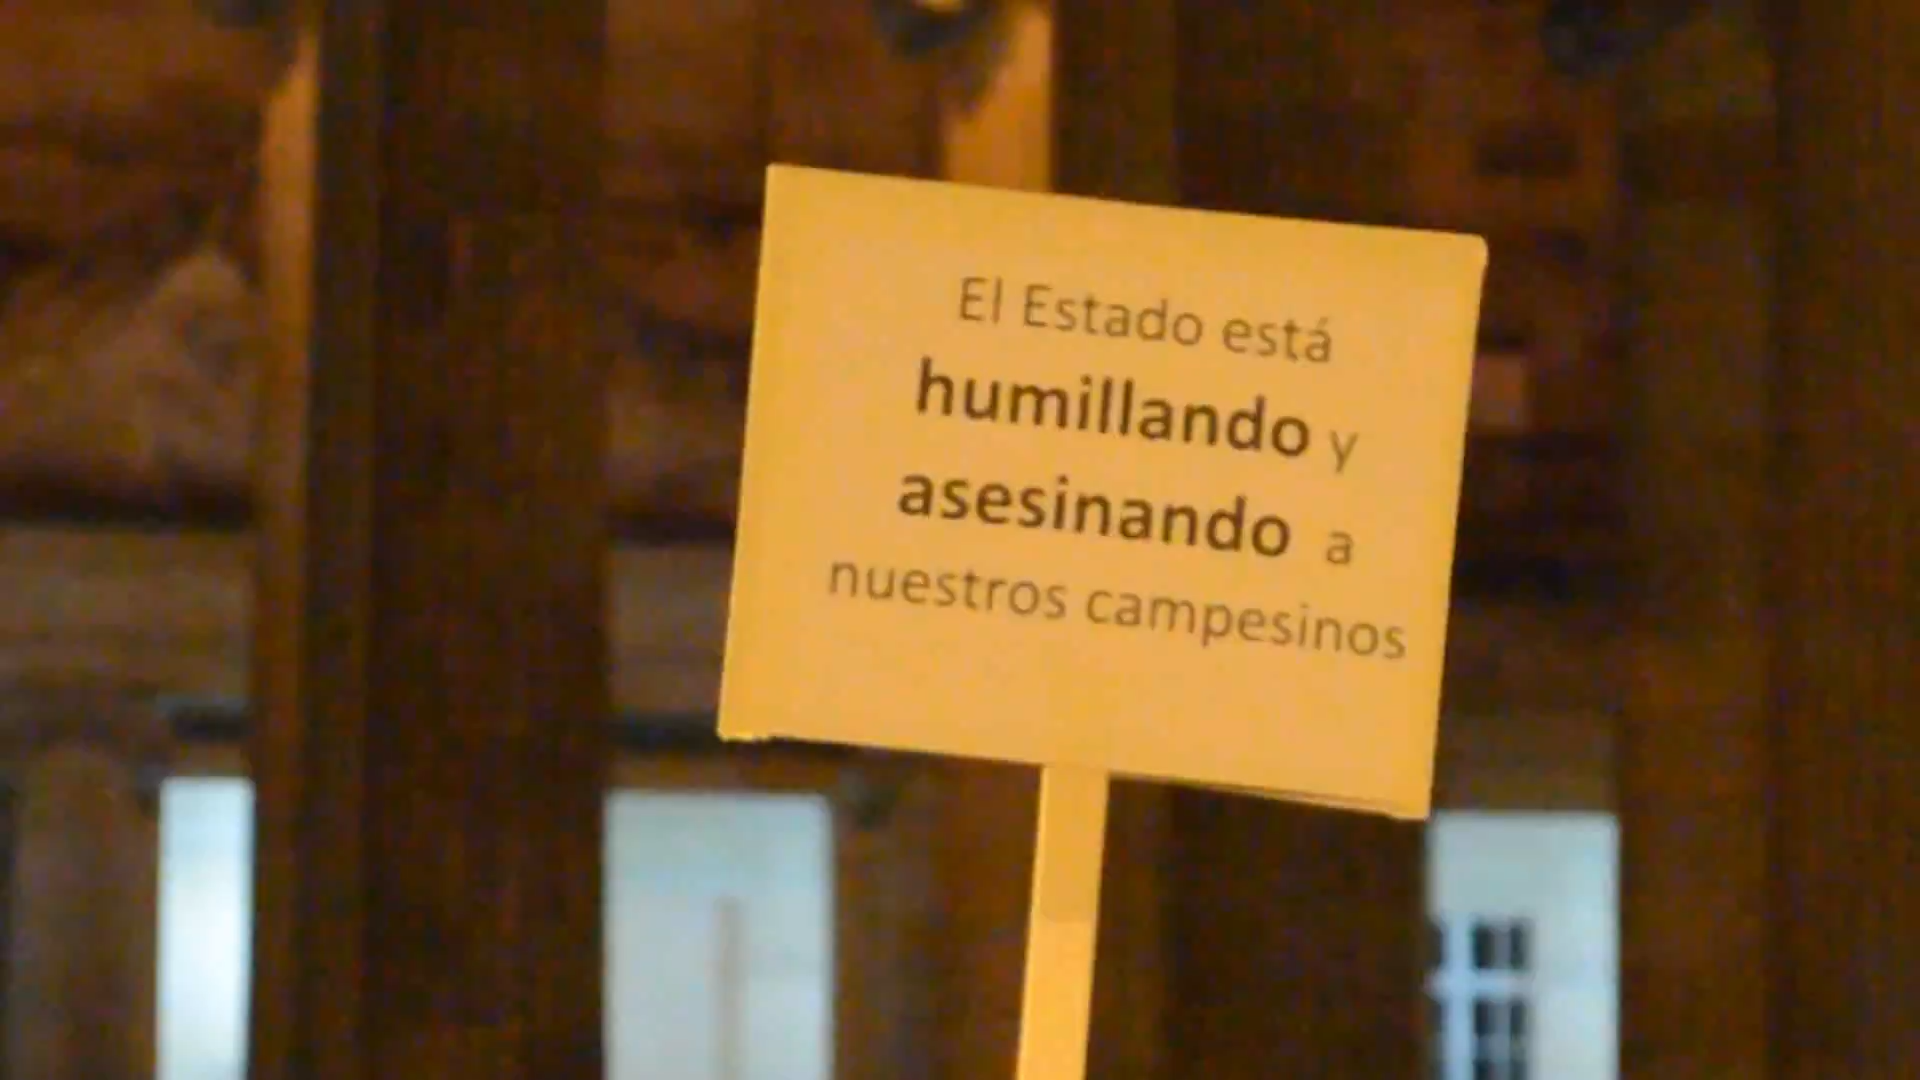 El Estado está
humillando y
asesinando a
nuestros campesinos